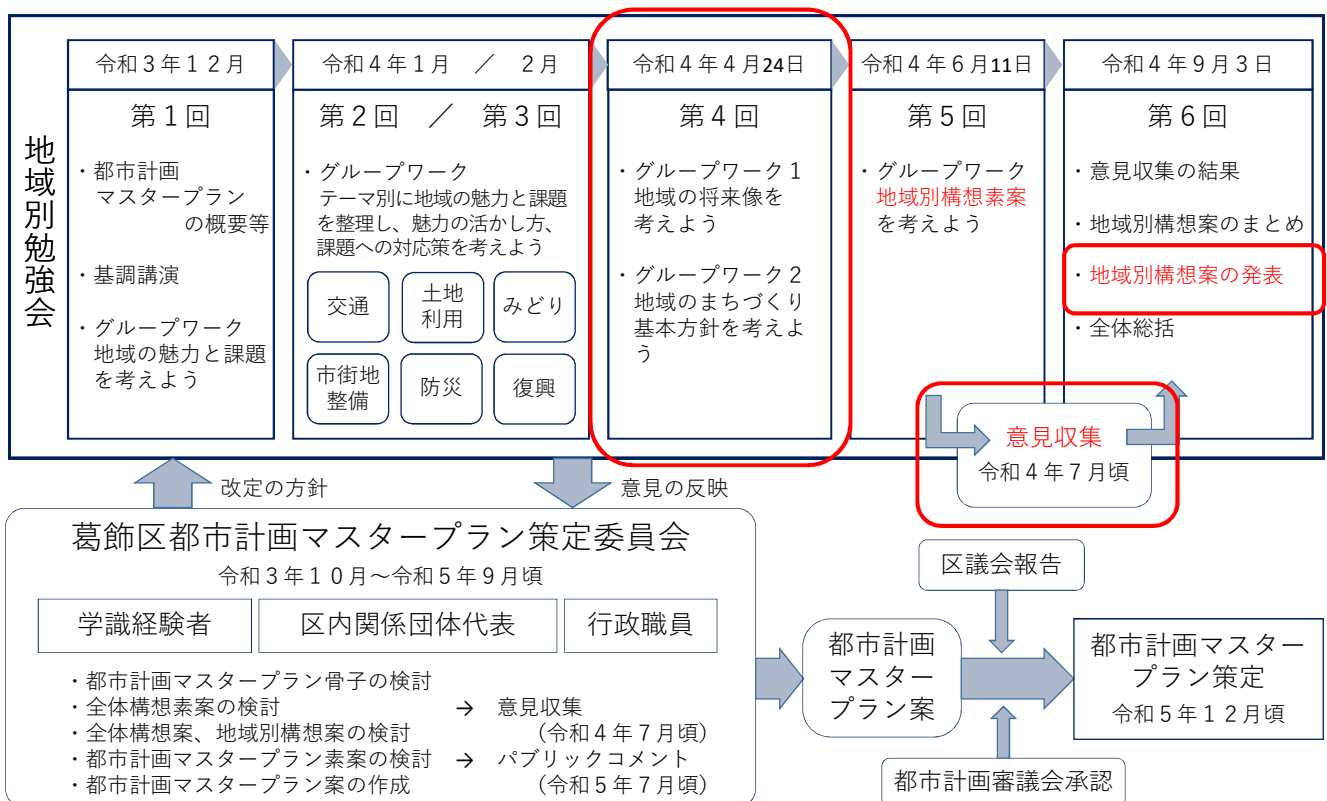 地域別勉強会
令和３年１２月
第１回
・都市計画
マスタープラン
の概要等
・基調講演
・グループワーク
地域の魅力と課題
を考えよう
令和４年１月　／　２月
第２回　／　第３回
・グループワーク
テーマ別に地域の魅力と課題
を整理し、魅力の活かし方、
課題への対応策を考えよう
交通
土地
利用
みどり
市街地
整備
防災
復興
令和４年４月24日
第４回
・グループワーク１
地域の将来像を
考えよう
・グループワーク２
地域のまちづくり
基本方針を考えよ
う
令和４年６月11日
第５回
・グループワーク
地域別構想素案
を考えよう
令和４年９月３日
第６回
・意見収集の結果
・地域別構想案のまとめ
・地域別構想案の発表
・全体総括
意見収集
令和４年７月頃
改定の方針
意見の反映
葛飾区都市計画マスタープラン策定委員会
令和３年１０月～令和５年９月頃
学識経験者
区内関係団体代表
行政職員
・都市計画マスタープラン骨子の検討
・全体構想素案の検討　→　意見収集
・全体構想案、地域別構想案の検討　（令和４年７月頃）
・都市計画マスタープラン素案の検討　→　パブリックコメント
・都市計画マスタープラン案の作成　（令和５年７月頃）
都市計画
マスター
プラン案
区議会報告
都市計画審議会承認
都市計画マスター
プラン策定
令和５年１２月頃